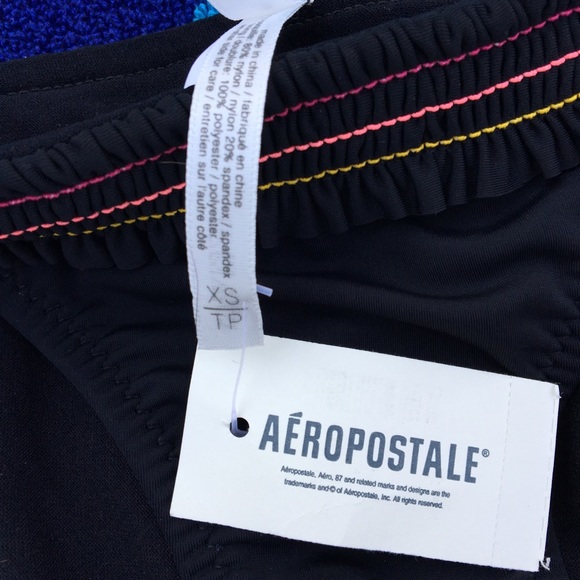 made in china / fabriqué en chine
80% nylon / nylon 20% spandex / spandex
doublure: 100% polyester / polyester
for care / entretien sur l'autre côté
XS
TP
AÉROPOSTALE®
Aéropostale, Aéro, 87 and related marks and designs are the
trademarks and © of Aéropostale, Inc. All rights reserved.